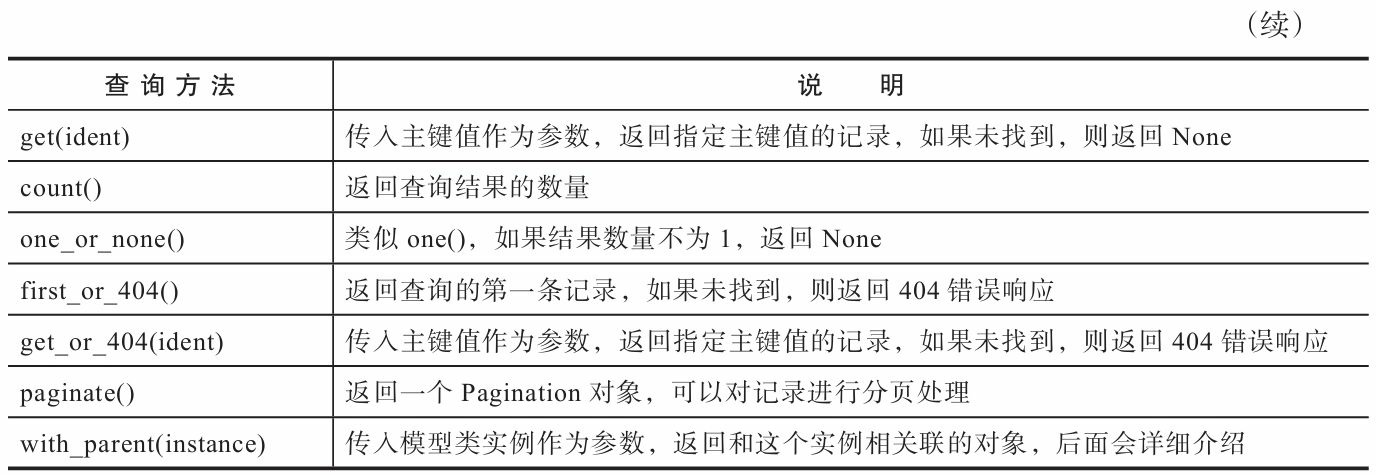 （续）
查询方法 说 明
get(ident) 传入主键值作为参数，返回指定主键值的记录，如果未找到，则返回 None
count() 返回查询结果的数量
one_or_none() 类似 one()，如果结果数量不为 1，返回 None
first_or_404() 返回查询的第一条记录，如果未找到，则返回 404 错误响应
get_or_404(ident) 传入主键值作为参数，返回指定主键值的记录，如果未找到，则返回 404 错误响应
paginate() 返回一个 Pagination 对象，可以对记录进行分页处理
with_parent(instance) 传入模型类实例作为参数，返回和这个实例相关联的对象，后面会详细介绍